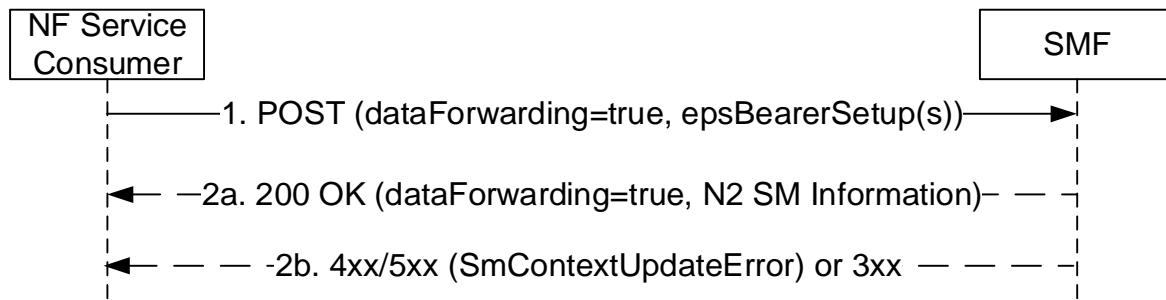 NF Service
Consumer
SMF
1. POST (dataForwarding=true, epsBearerSetup(s))
2a. 200 OK (dataForwarding=true, N2 SM Information)
2b. 4xx/5xx (SmContextUpdateError) or 3xx